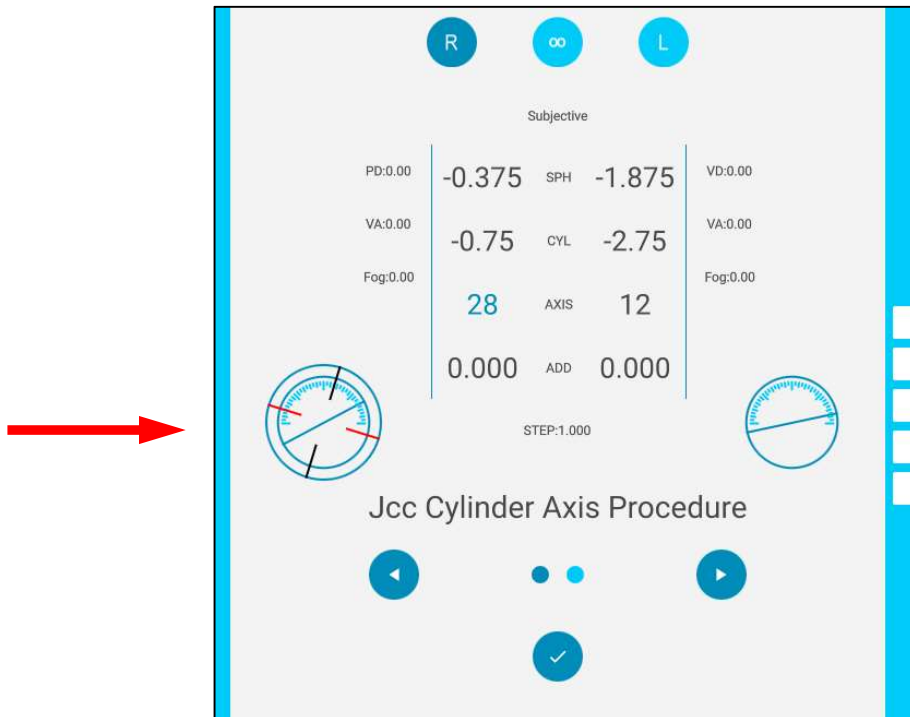 R ∞ L
Subjective
PD:0.00 -0.375 SPH -1.875 VD:0.00
VA:0.00 -0.75 CYL -2.75 VA:0.00
Fog:0.00 28 AXIS 12 Fog:0.00
0.000 ADD 0.000
STEP:1.000
Jcc Cylinder Axis Procedure